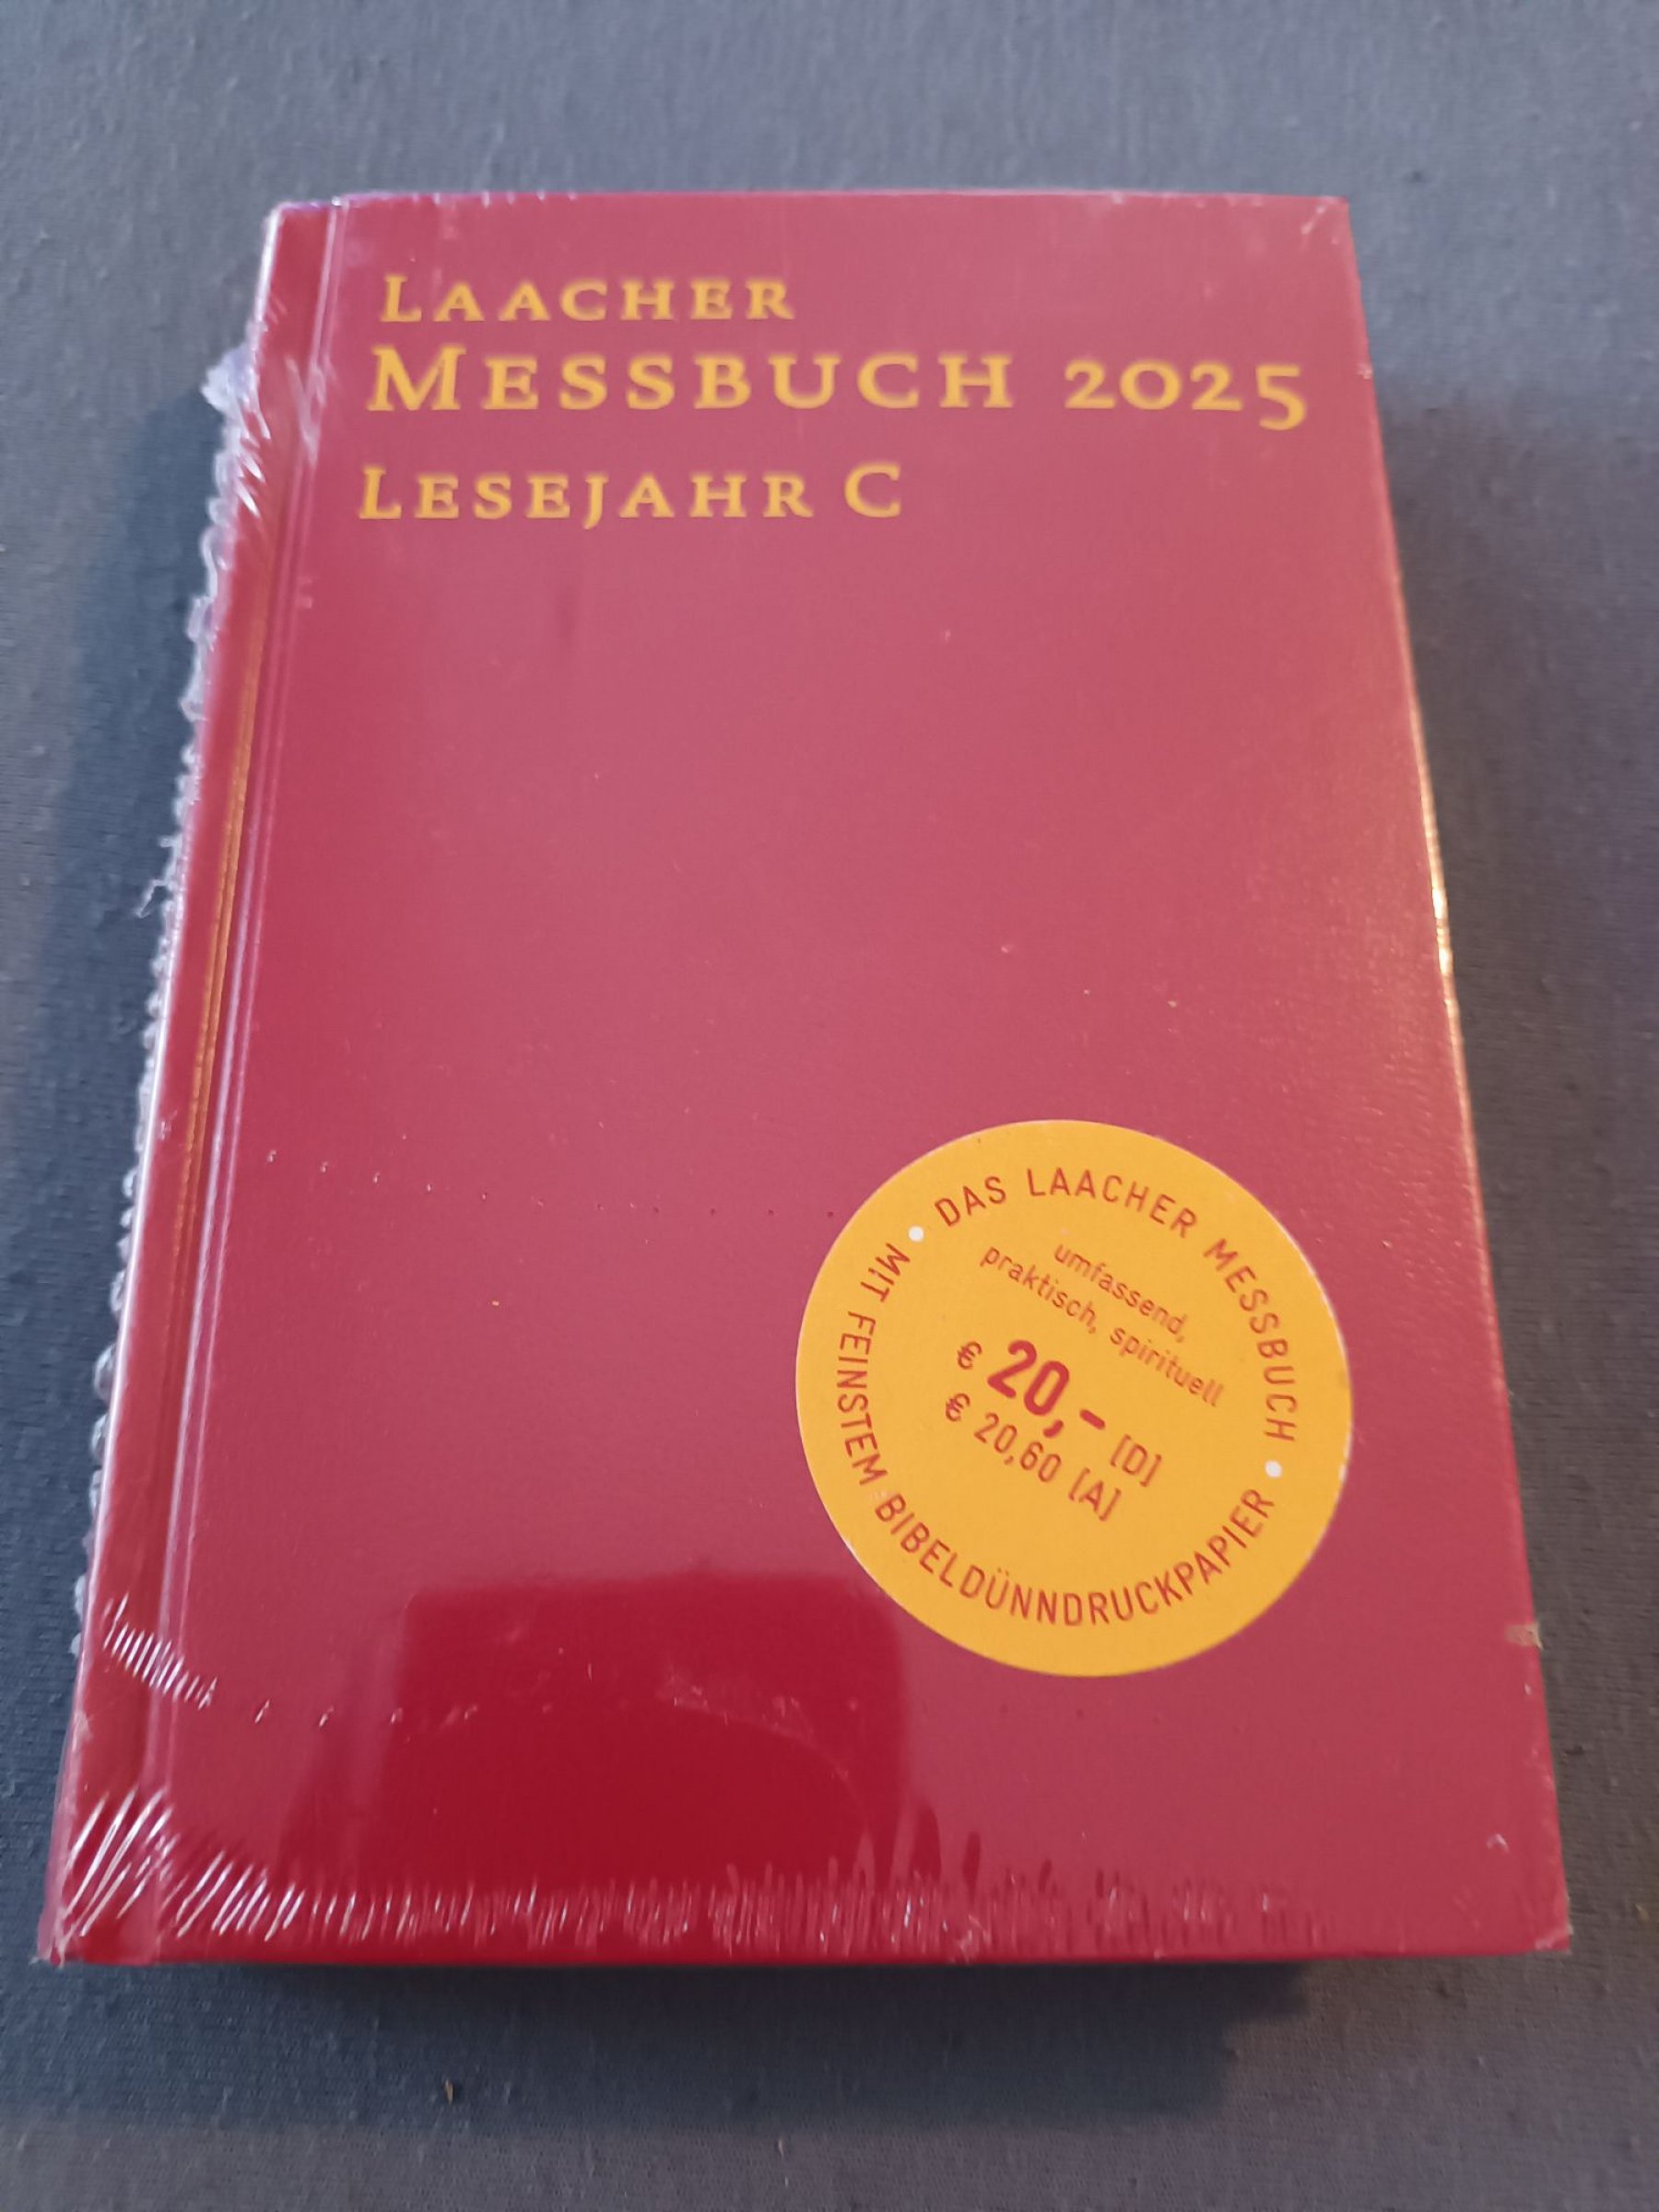 LAACHER
MESSBUCH 2025
LESEJAHR C
• DAS LAACHER MESSBUCH •
umfassend,
praktisch, spirituell
€ 20,– [D]
€ 20,60 [A]
MIT FEINSTEM BIBELDÜNNDRUCKPAPIER